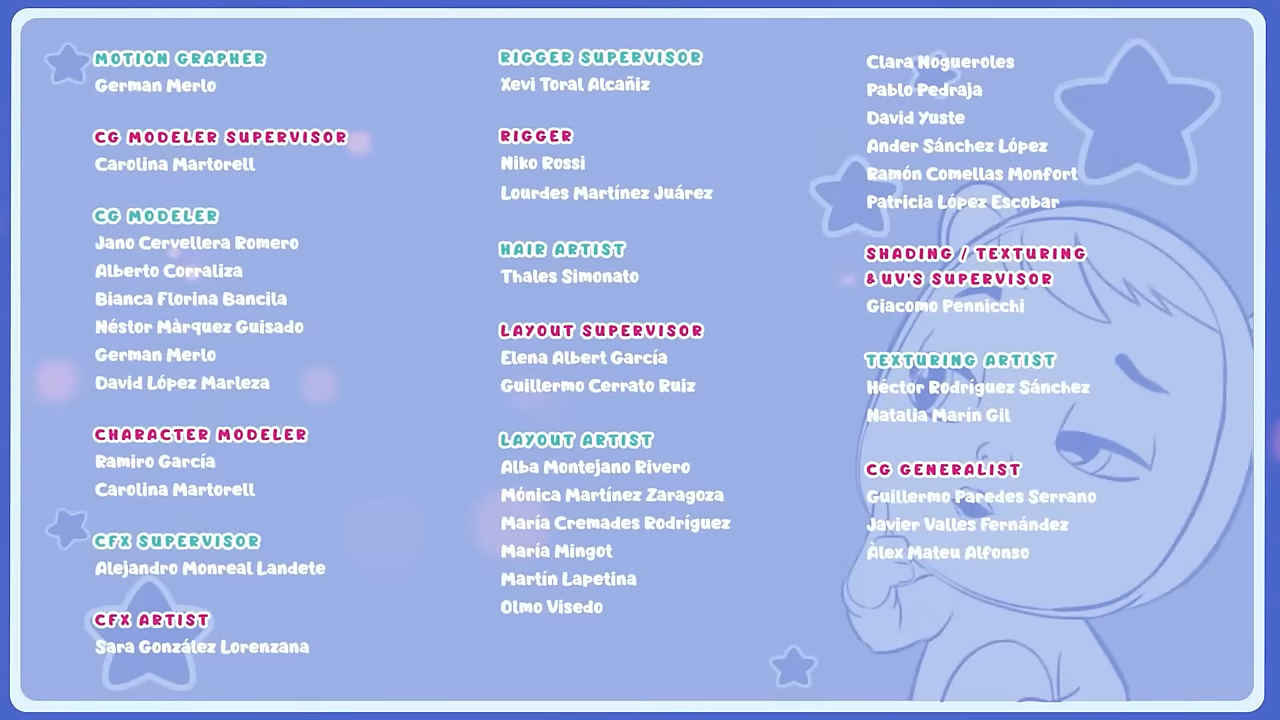 MOTION GRAPHER
German Merlo
CG MODELER SUPERVISOR
Carolina Martorell
CG MODELER
Jano Cervellera Romero
Alberto Corraliza
Bianca Florina Bancila
Néstor Màrquez Guisado
German Merlo
David López Marleza
CHARACTER MODELER
Ramiro García
Carolina Martorell
CFX SUPERVISOR
Alejandro Monreal Landete
CFX ARTIST
Sara González Lorenzana
RIGGER SUPERVISOR
Xevi Toral Alcañiz
RIGGER
Niko Rossi
Lourdes Martínez Juárez
HAIR ARTIST
Thales Simonato
LAYOUT SUPERVISOR
Elena Albert García
Guillermo Cerrato Ruiz
LAYOUT ARTIST
Alba Montejano Rivero
Mónica Martínez Zaragoza
María Cremades Rodríguez
María Mingot
Martín Lapetina
Olmo Visedo
Clara Nogueroles
Pablo Pedraja
David Yuste
Ander Sánchez López
Ramón Comellas Monfort
Patricia López Escobar
SHADING / TEXTURING
& UV'S SUPERVISOR
Giacomo Pennicchi
TEXTURING ARTIST
Héctor Rodríguez Sánchez
Natalia Marín Gil
CG GENERALIST
Guillermo Paredes Serrano
Javier Valles Fernández
Àlex Mateu Alfonso